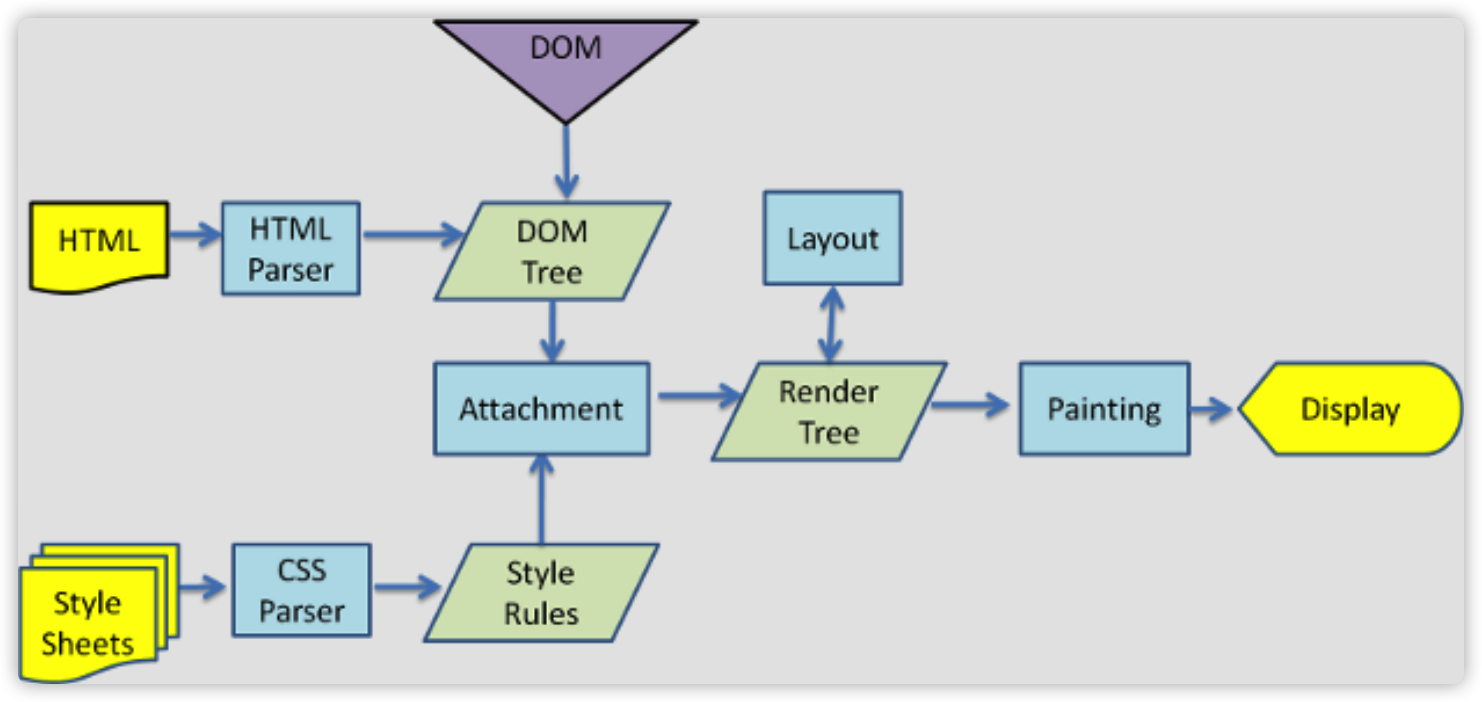 DOM
HTML
HTML
Parser
DOM
Tree
Layout
Attachment
Render
Tree
Painting
Display
Style
Sheets
CSS
Parser
Style
Rules